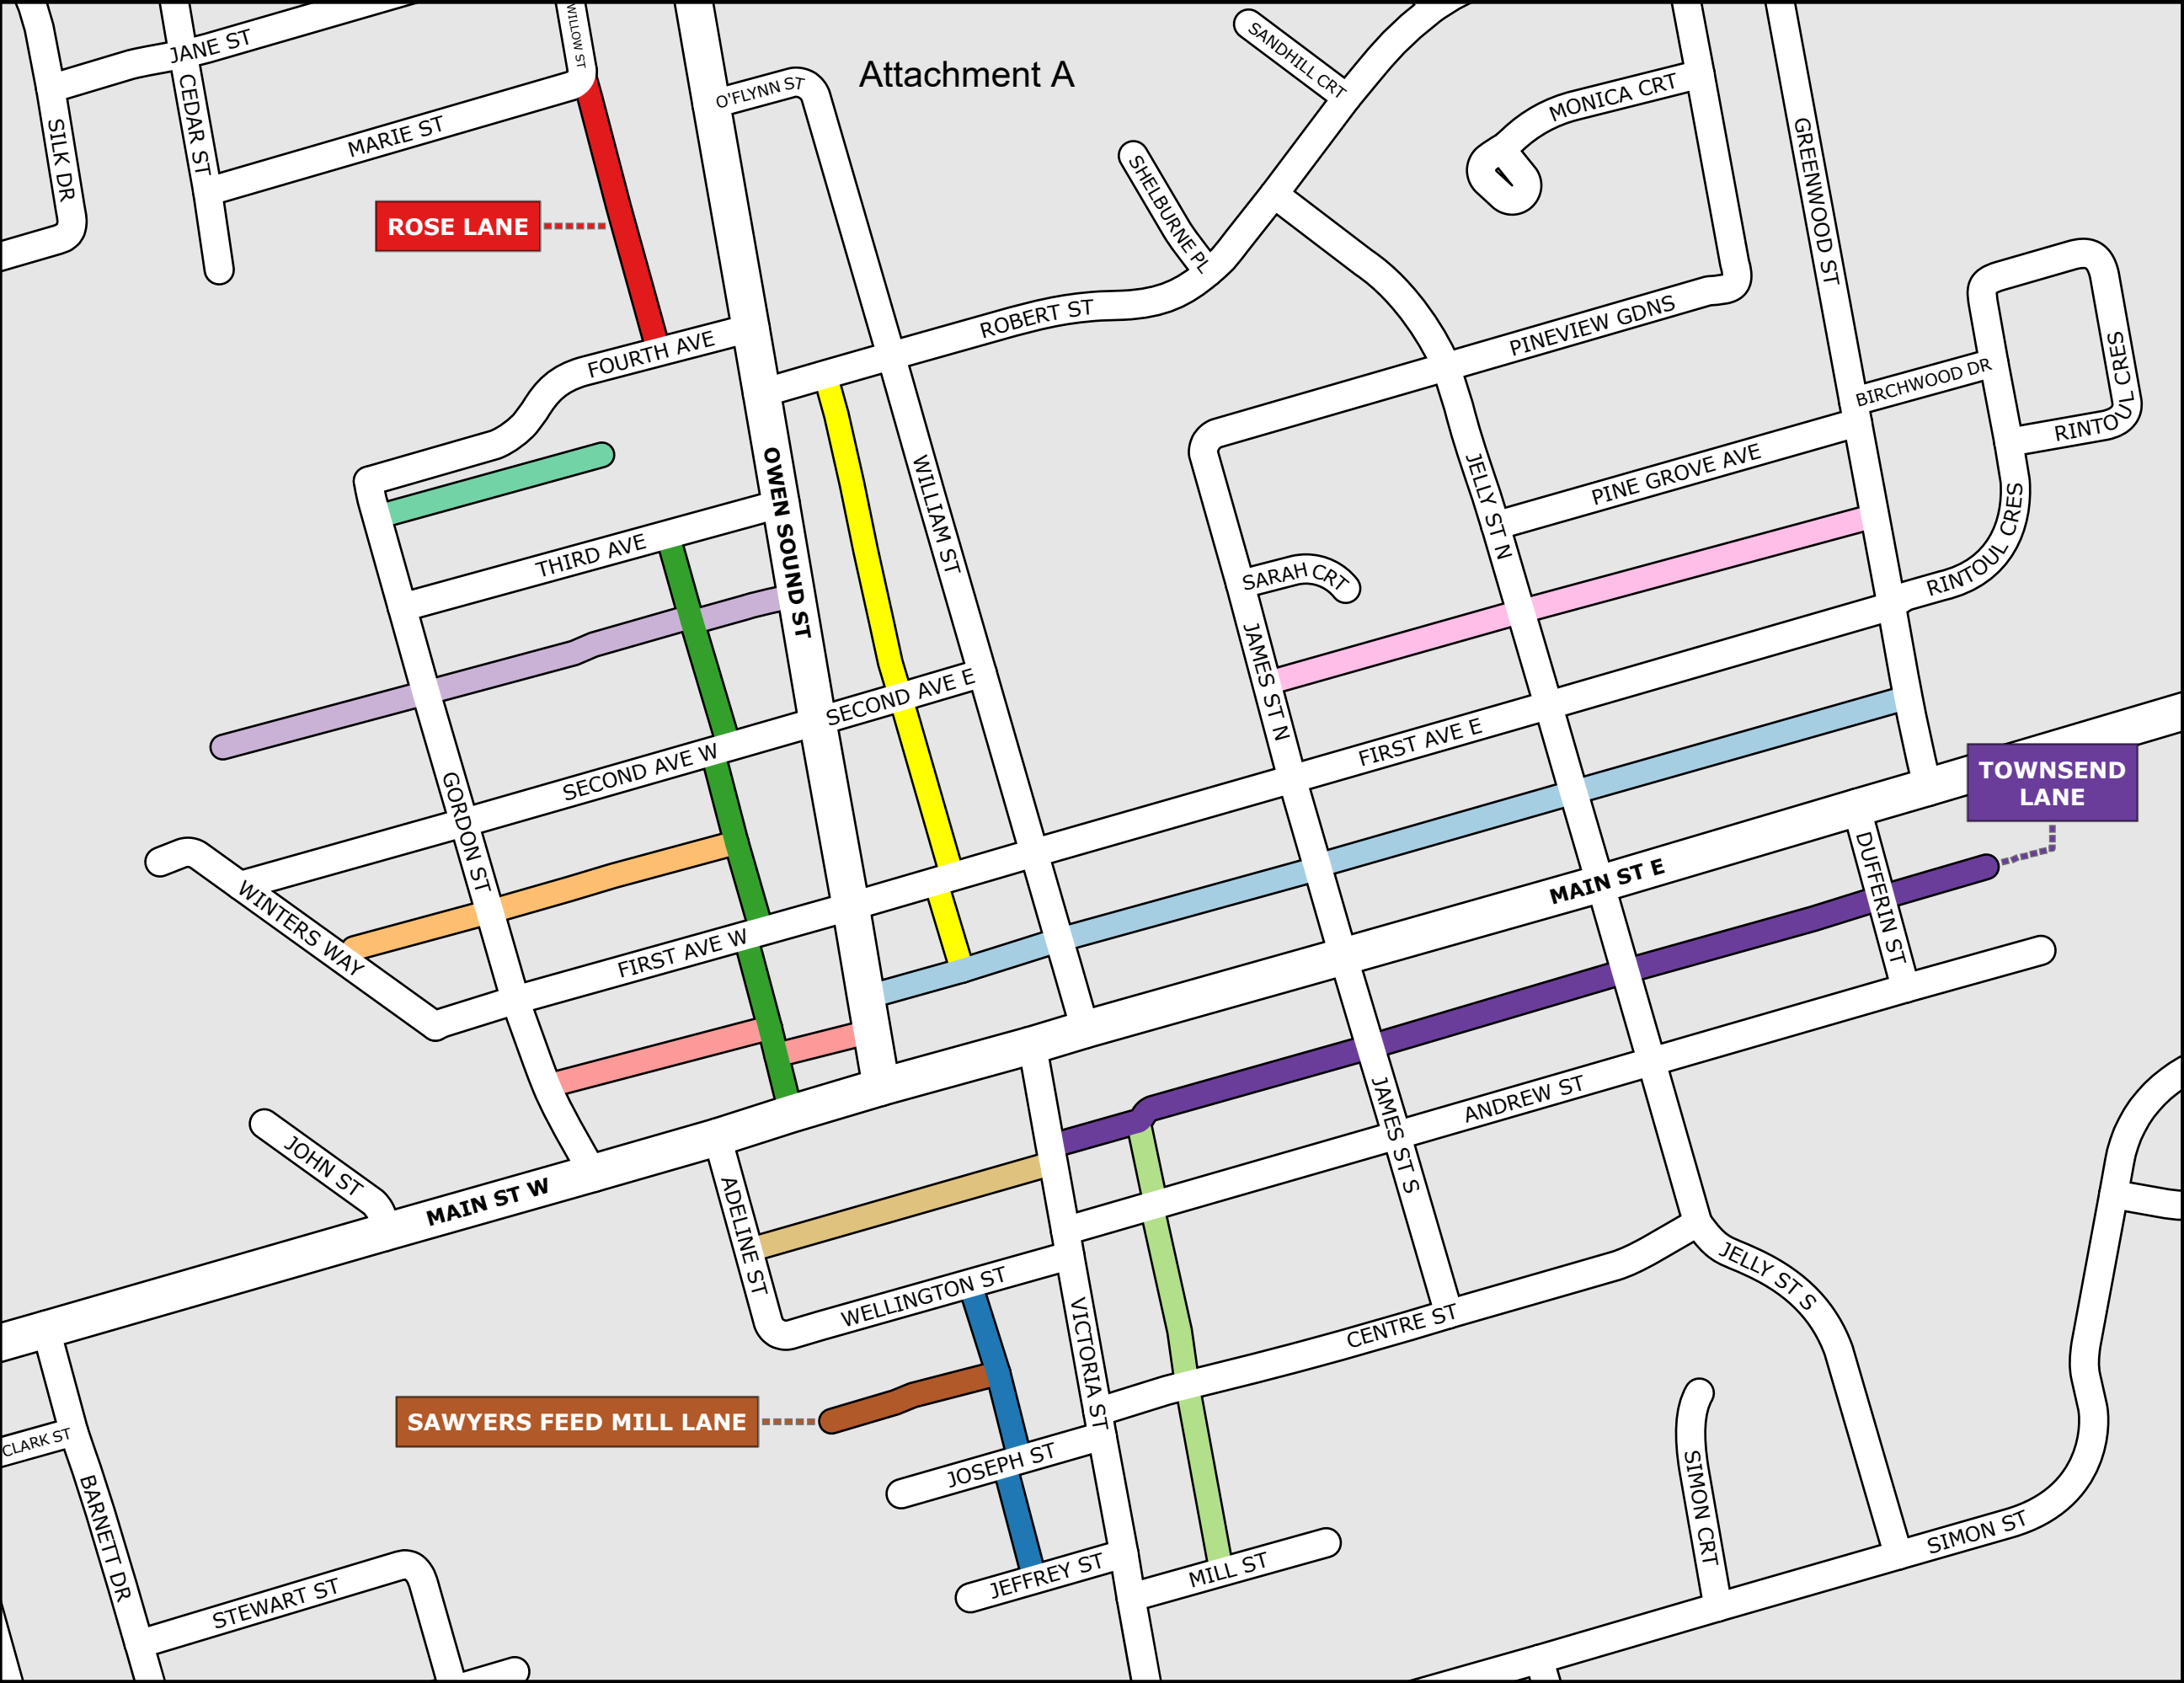 WILLOW ST
SANDHILL CRT
JANE ST
Attachment A
O'FLYNN ST
MONICA CRT
CEDAR ST
MARIE ST
SILK DR
GREENWOOD ST
SHELBURNE PL
ROSE LANE
ROBERT ST
PINEVIEW GDNS
FOURTH AVE
BIRCHWOOD DR
RINTOUL CRES
OWEN SOUND ST
WILLIAM ST
JELLY ST N
PINE GROVE AVE
THIRD AVE
SARAH CRT
RINTOUL CRES
JAMES ST N
SECOND AVE E
SECOND AVE W
FIRST AVE E
TOWNSEND
LANE
GORDON ST
MAIN ST E
DUFFERIN ST
WINTERS WAY
FIRST AVE W
ANDREW ST
JAMES ST S
JOHN ST
MAIN ST W
ADELINE ST
WELLINGTON ST
JELLY ST S
VICTORIA ST
CENTRE ST
SAWYERS FEED MILL LANE
CLARK ST
JOSEPH ST
BARNETT DR
SIMON CRT
SIMON ST
JEFFREY ST
MILL ST
STEWART ST